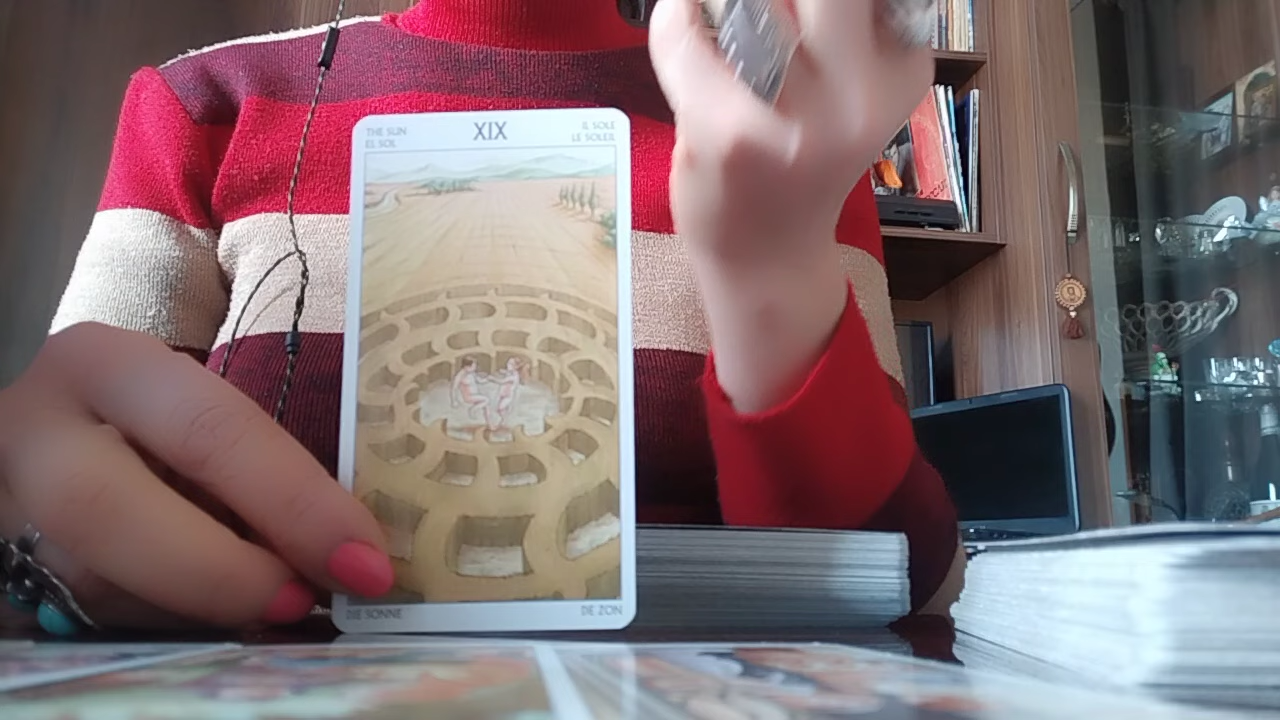 THE SUN
EL SOL
XIX
IL SOLE
LE SOLEIL
DIE SONNE
DE ZON